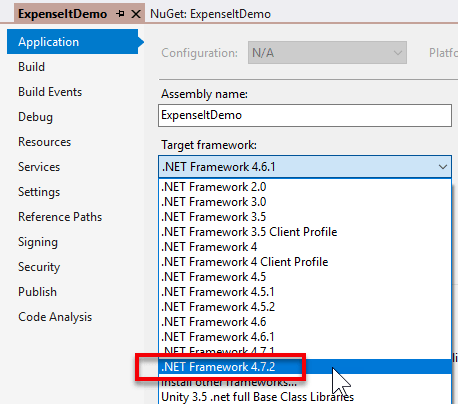 ExpenseItDemo
NuGet: ExpenseItDemo
Application
Build
Build Events
Debug
Resources
Services
Settings
Reference Paths
Signing
Security
Publish
Code Analysis
Configuration:
N/A
Platfo
Assembly name:
ExpenseItDemo
Target framework:
.NET Framework 4.6.1
.NET Framework 2.0
.NET Framework 3.0
.NET Framework 3.5
.NET Framework 3.5 Client Profile
.NET Framework 4
.NET Framework 4 Client Profile
.NET Framework 4.5
.NET Framework 4.5.1
.NET Framework 4.5.2
.NET Framework 4.6
.NET Framework 4.6.1
.NET Framework 4.7.1
.NET Framework 4.7.2
Install other frameworks...
Unity 3.5 .net full Base Class Libraries